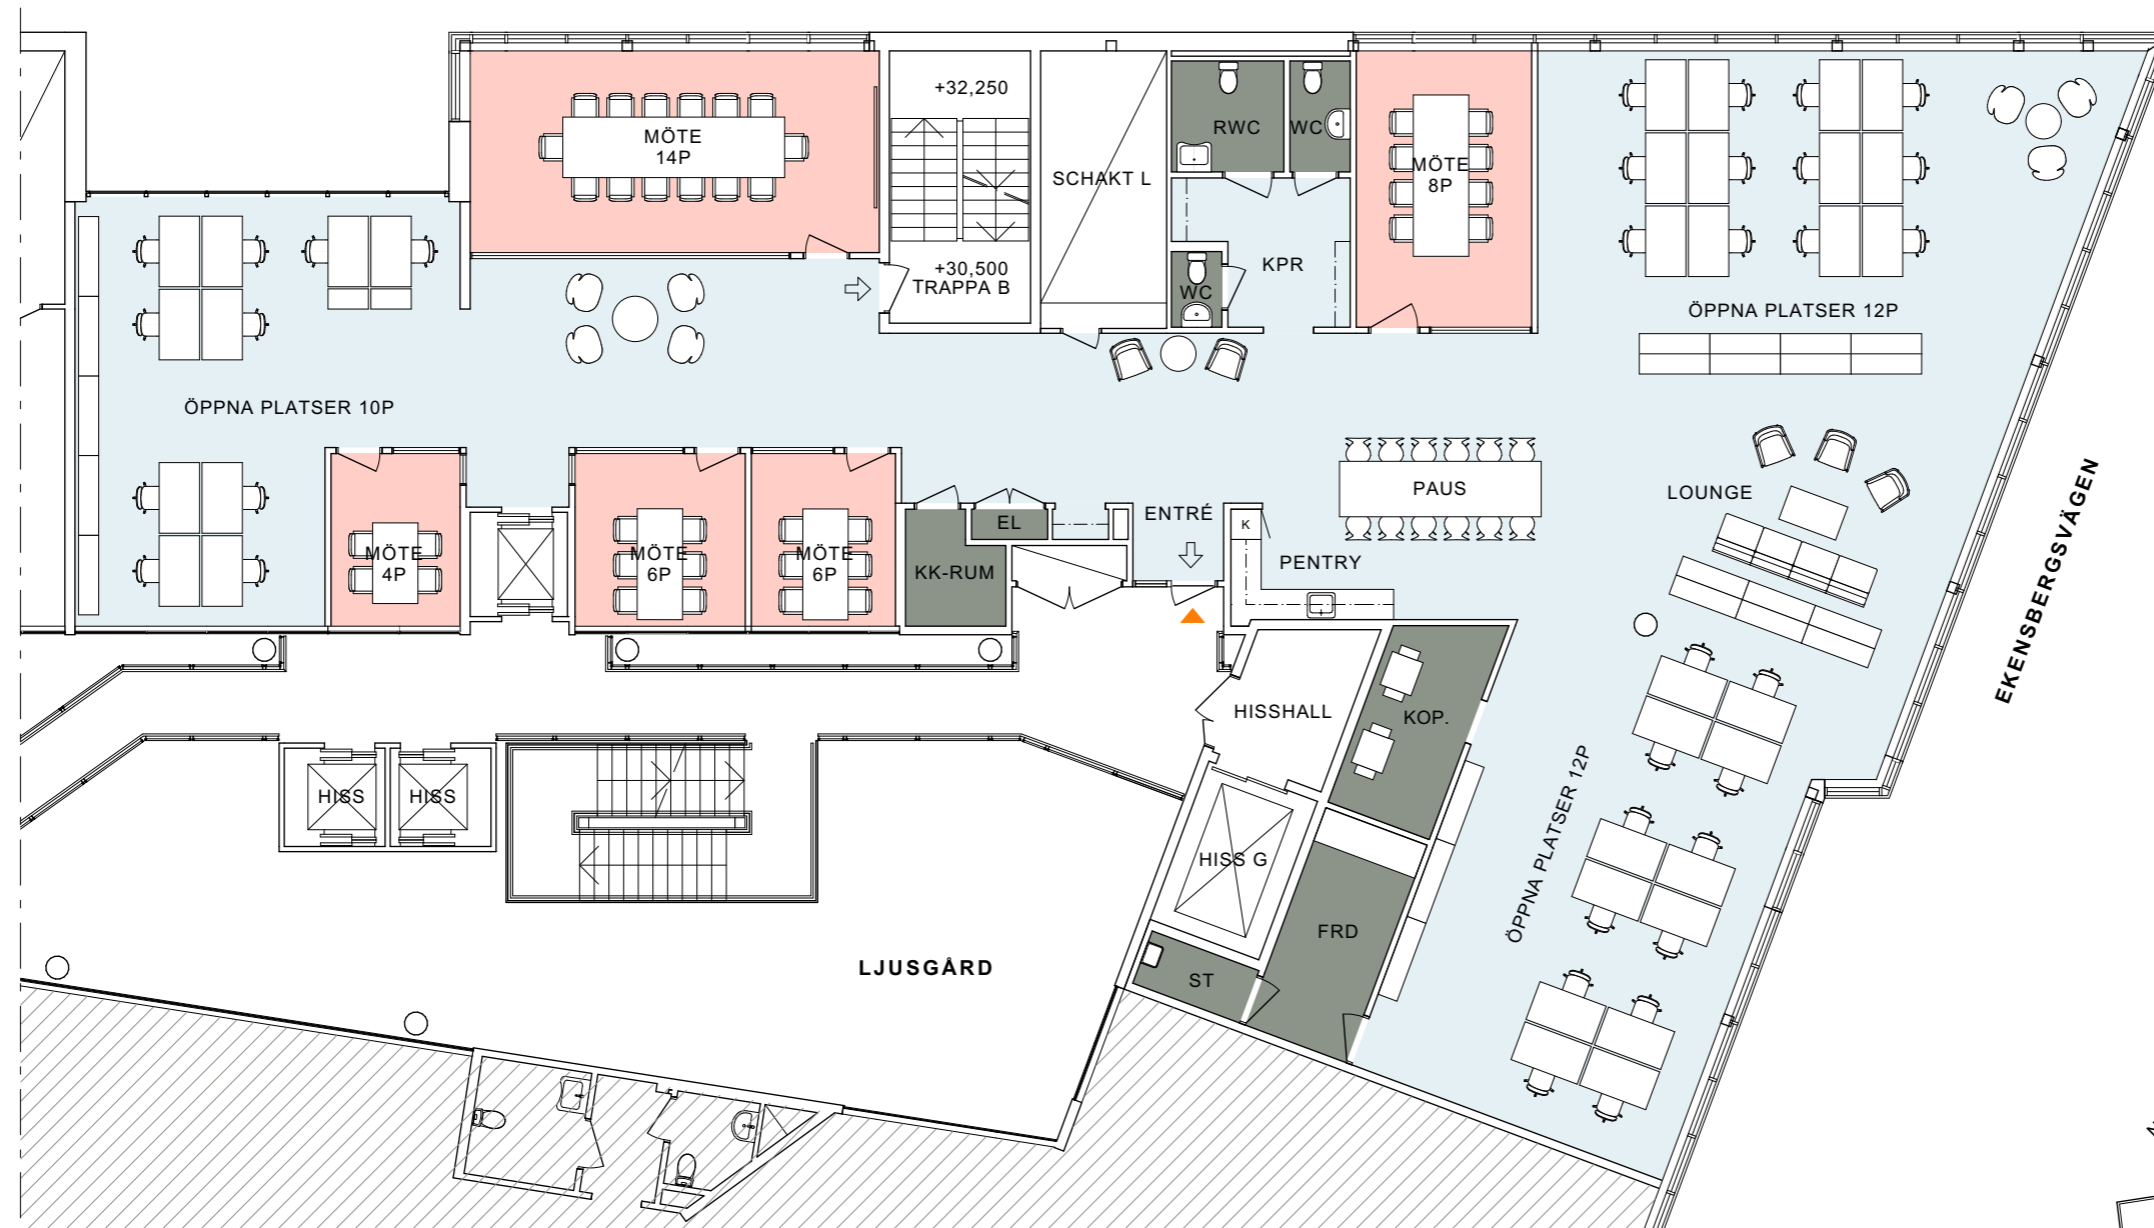 +32,250
MÖTE
14P
RWC
WC
SCHAKT L
MÖTE
8P
KPR
+30,500
TRAPPA B
WC
ÖPPNA PLATSER 12P
ÖPPNA PLATSER 10P
PAUS
LOUNGE
ENTRÉ
EL
K
MÖTE
4P
MÖTE
6P
MÖTE
6P
KK-RUM
PENTRY
EKENSBERGSVÄGEN
HISSHALL
KOP.
HISS
HISS
ÖPPNA PLATSER 12P
HISS G
FRD
LJUSGÅRD
ST